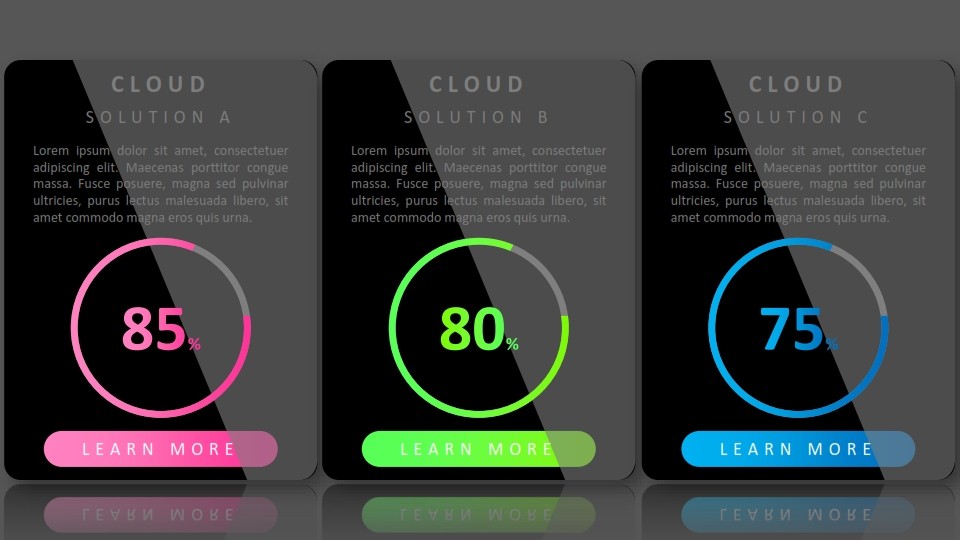 CLOUD
SOLUTION A
Lorem ipsum dolor sit amet, consectetuer
adipiscing elit. Maecenas porttitor congue
massa. Fusce posuere, magna sed pulvinar
ultricies, purus lectus malesuada libero, sit
amet commodo magna eros quis urna.
85%
LEARN MORE
CLOUD
SOLUTION B
Lorem ipsum dolor sit amet, consectetuer
adipiscing elit. Maecenas porttitor congue
massa. Fusce posuere, magna sed pulvinar
ultricies, purus lectus malesuada libero, sit
amet commodo magna eros quis urna.
80%
LEARN MORE
CLOUD
SOLUTION C
Lorem ipsum dolor sit amet, consectetuer
adipiscing elit. Maecenas porttitor congue
massa. Fusce posuere, magna sed pulvinar
ultricies, purus lectus malesuada libero, sit
amet commodo magna eros quis urna.
75%
LEARN MORE